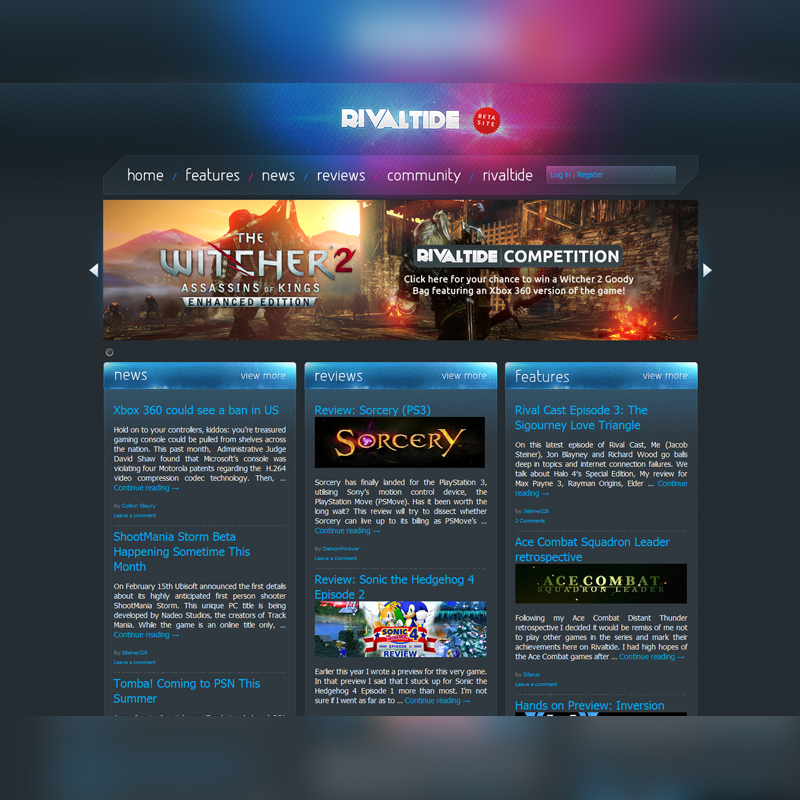 RIVALTIDE
BETA
SITE
home / features / news / reviews community / rivaltide
Log in | Register
THE
WITCHER 2
ASSASSINS OF KINGS
ENHANCED EDITION
RIVALTIDE COMPETITION
Click here for your chance to win a Witcher 2 Goody
Bag featuring an Xbox 360 version of the game!
news view more
Xbox 360 could see a ban in US
Hold on to your controllers, kiddos: you're treasured
gaming console could be pulled from shelves across
the nation. This past month, Administrative Judge
David Shaw found that Microsoft's console was
violating four Motorola patents regarding the H.264
video compression codec technology. Then, ...
Continue reading →
by Colton Steury
Leave a comment
ShootMania Storm Beta
Happening Sometime This
Month
On February 15th Ubisoft announced the first details
about its highly anticipated first person shooter
ShootMania Storm. This unique PC title is being
developed by Nadeo Studios, the creators of Track
Mania. While the game is an online title only, ...
Continue reading →
by Jsteiner226
Leave a comment
Tomba! Coming to PSN This
Summer
reviews view more
Review: Sorcery (PS3)
SORCERY
Sorcery has finally landed for the PlayStation 3,
utilising Sony's motion control device, the
PlayStation Move (PSMove). Has it been worth the
long wait? This review will try to dissect whether
Sorcery can live up to its billing as PSMove's ...
Continue reading →
by DamonForever
Leave a comment
Review: Sonic the Hedgehog 4
Episode 2
SONIC 4
EPISODE II
REVIEW
Earlier this year I wrote a preview for this very game.
In that preview I said that I stuck up for Sonic the
Hedgehog 4 Episode 1 more than most. I'm not
sure if I went as far as to ... Continue reading →
features view more
Rival Cast Episode 3: The
Sigourney Love Triangle
On this latest episode of Rival Cast, Me (Jacob
Steiner), Jon Blayney and Richard Wood go balls
deep in topics and internet connection failures. We
talk about Halo 4's Special Edition, My review for
Max Payne 3, Rayman Origins, Elder ... Continue
reading →
by Jsteiner226
2 Comments
Ace Combat Squadron Leader
retrospective
ACE COMBAT
SQUADRON LEADER
Following my Ace Combat Distant Thunder
retrospective I decided it would be remiss of me not
to play other games in the series and mark their
achievements here on Rivaltide. I had high hopes of
the Ace Combat games after ... Continue reading →
by Ollarus
Leave a comment
Hands on Preview: Inversion